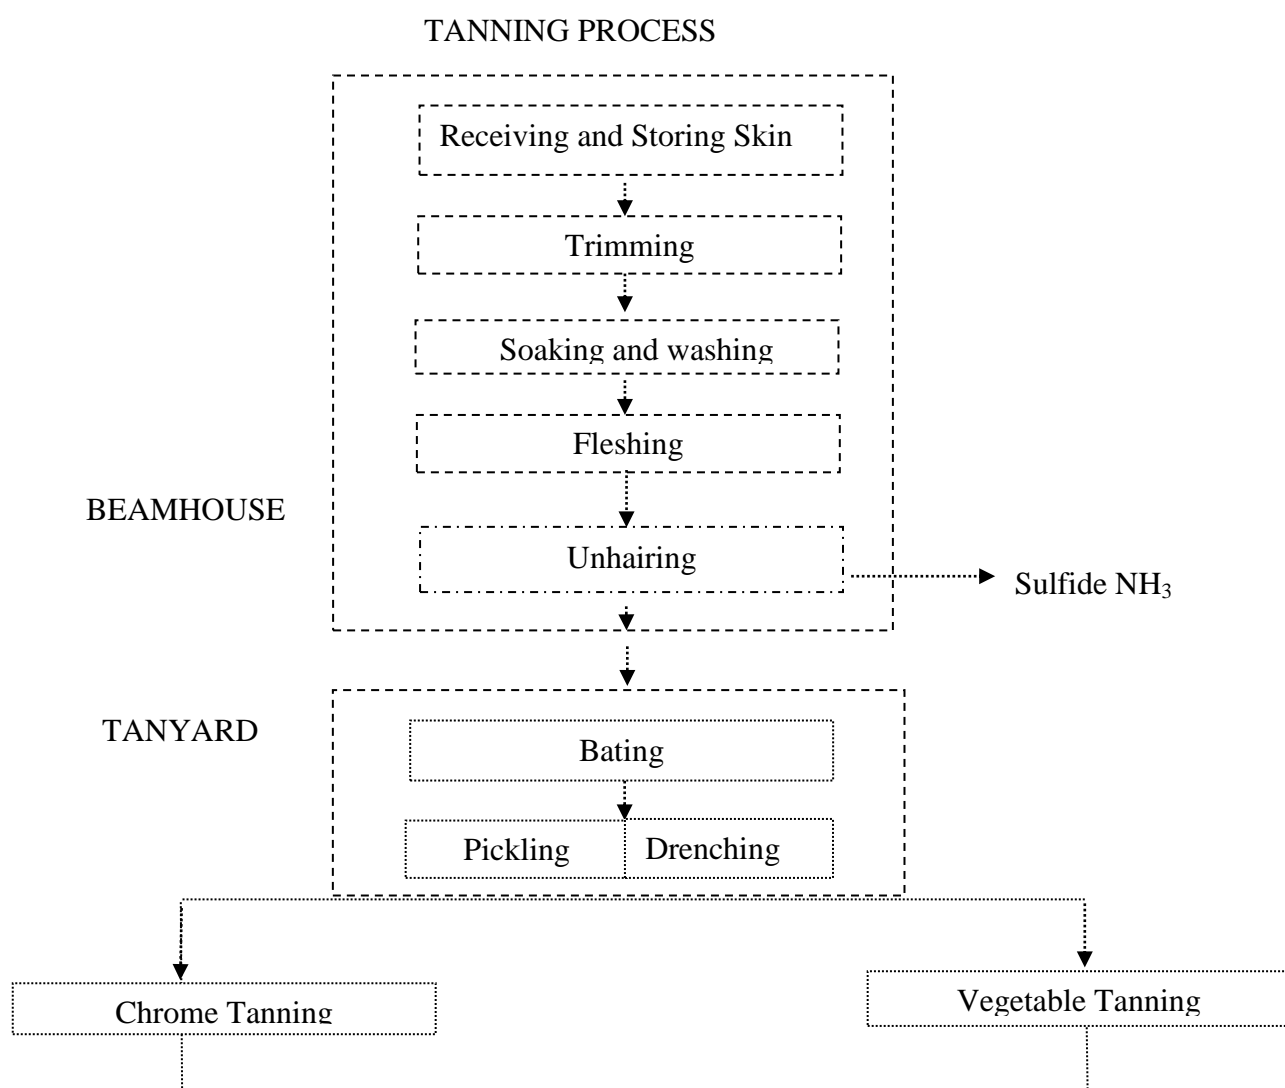 TANNING PROCESS
Receiving and Storing Skin
Trimming
Soaking and washing
Fleshing
BEAMHOUSE
Unhairing
Sulfide NH₃
TANYARD
Bating
Pickling
Drenching
Chrome Tanning
Vegetable Tanning